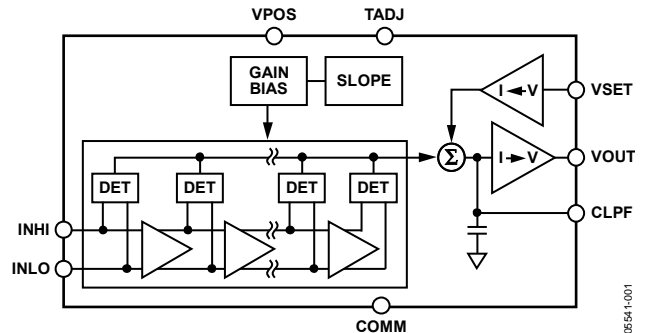 VPOS
TADJ
GAIN
BIAS
SLOPE
I V
VSET
Σ
I V
VOUT
DET
DET
DET
DET
CLPF
INHI
INLO
COMM
05541-001